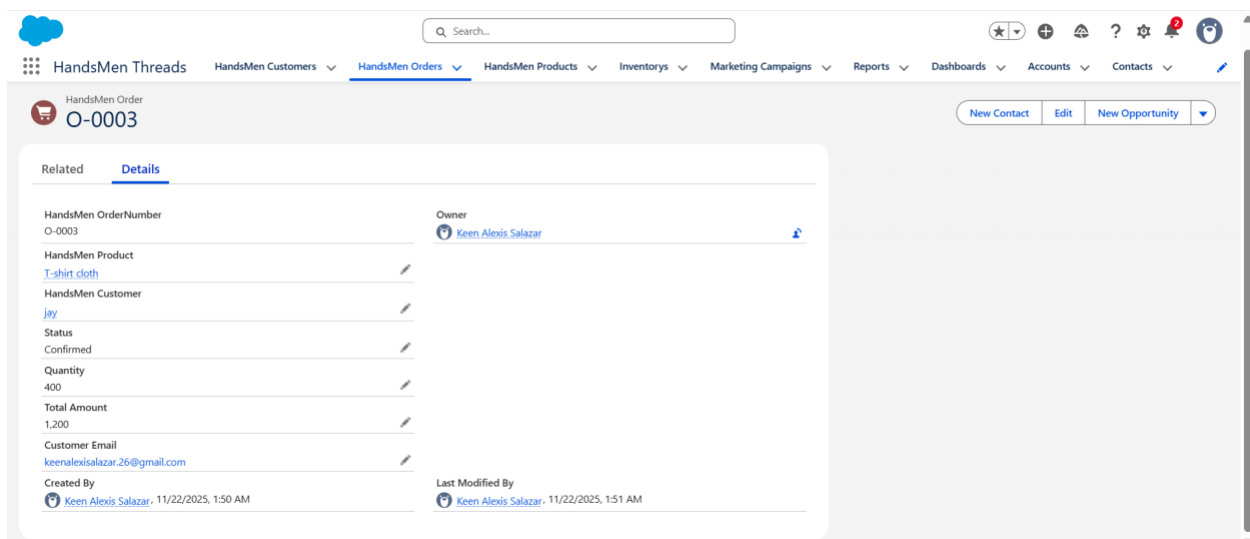 Search...
2
HandsMen Threads HandsMen Customers HandsMen Orders HandsMen Products Inventorys Marketing Campaigns Reports Dashboards Accounts Contacts
HandsMen Order
O-0003
New Contact Edit New Opportunity
Related Details
HandsMen OrderNumber
O-0003
Owner
Keen Alexis Salazar
HandsMen Product
T-shirt cloth
HandsMen Customer
jay
Status
Confirmed
Quantity
400
Total Amount
1,200
Customer Email
keenalexisalazar.26@gmail.com
Created By
Keen Alexis Salazar, 11/22/2025, 1:50 AM
Last Modified By
Keen Alexis Salazar, 11/22/2025, 1:51 AM